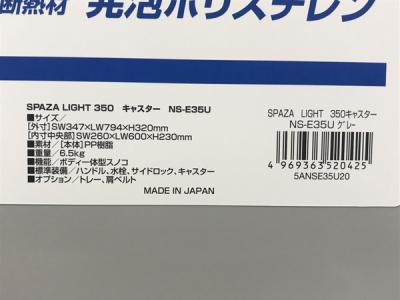 断熱材 発泡ポリスチレン
SPAZA LIGHT 350 キャスター NS-E35U
■サイズ/
[外寸]SW347×LW794×H320mm
[内寸中央部]SW260×LW600×H230mm
■素材/[本体]PP樹脂
■重量/6.5kg
■機能/ボディー体型スノコ
■標準装備/ハンドル、水栓、サイドロック、キャスター
■オプション/トレー、肩ベルト
MADE IN JAPAN
SPAZA LIGHT 350キャスター
NS-E35U グレー
4 969363 520425
5ANSE35U20